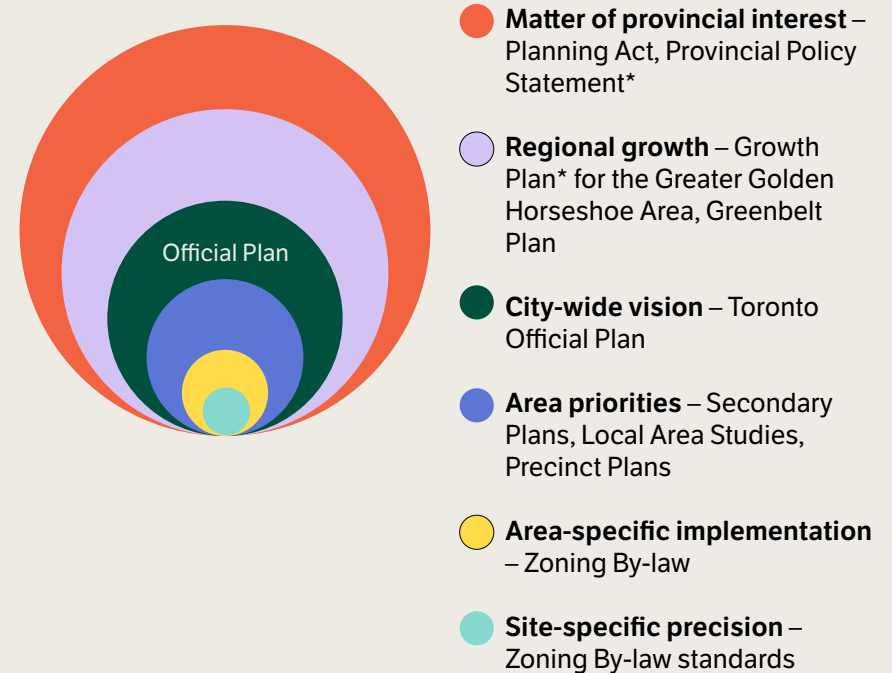 Official Plan
Matter of provincial interest –
Planning Act, Provincial Policy
Statement*
Regional growth – Growth
Plan* for the Greater Golden
Horseshoe Area, Greenbelt
Plan
City-wide vision – Toronto
Official Plan
Area priorities – Secondary
Plans, Local Area Studies,
Precinct Plans
Area-specific implementation
– Zoning By-law
Site-specific precision –
Zoning By-law standards